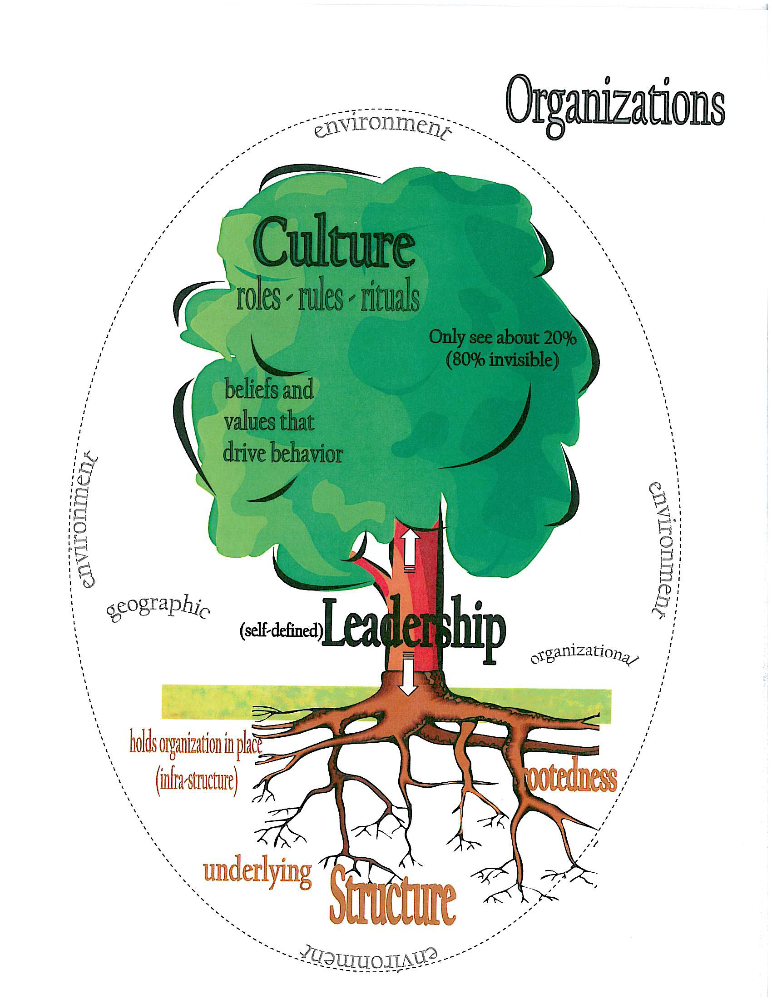 Organizations
environment
Culture
roles - rules - rituals
Only see about 20%
(80% invisible)
beliefs and
values that
drive behavior
environment
environment
geographic
(self-defined) Leadership
organizational
holds organization in place
(infra-structure)
rootedness
underlying
Structure
environment